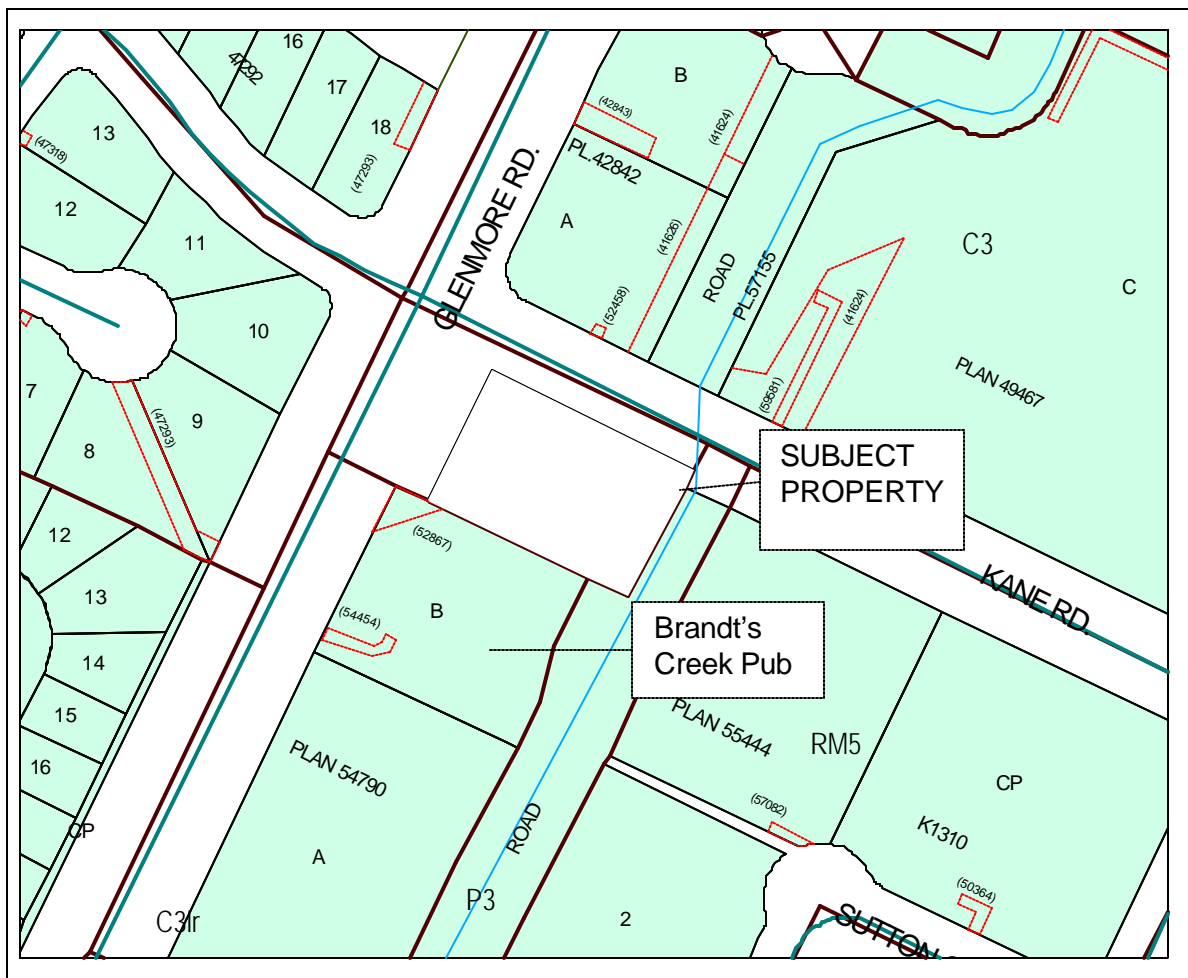 16
47292
17
B
18
13
(42843)
(41624)
(47318)
(47293)
PL.42842
12
GLENMORE RD.
A
11
(41626)
ROAD
PL.57155
C3
C
10
(52458)
(41624)
7
9
(47293)
8
(59581)
PLAN 49467
SUBJECT
PROPERTY
12
(52867)
KANE RD.
13
(54454)
B
Brandt's
Creek Pub
14
15
PLAN 55444
RM5
16
PLAN 54790
CP
CP
(57082)
K1310
ROAD
A
(50364)
P3
C3lr
2
SUTTON